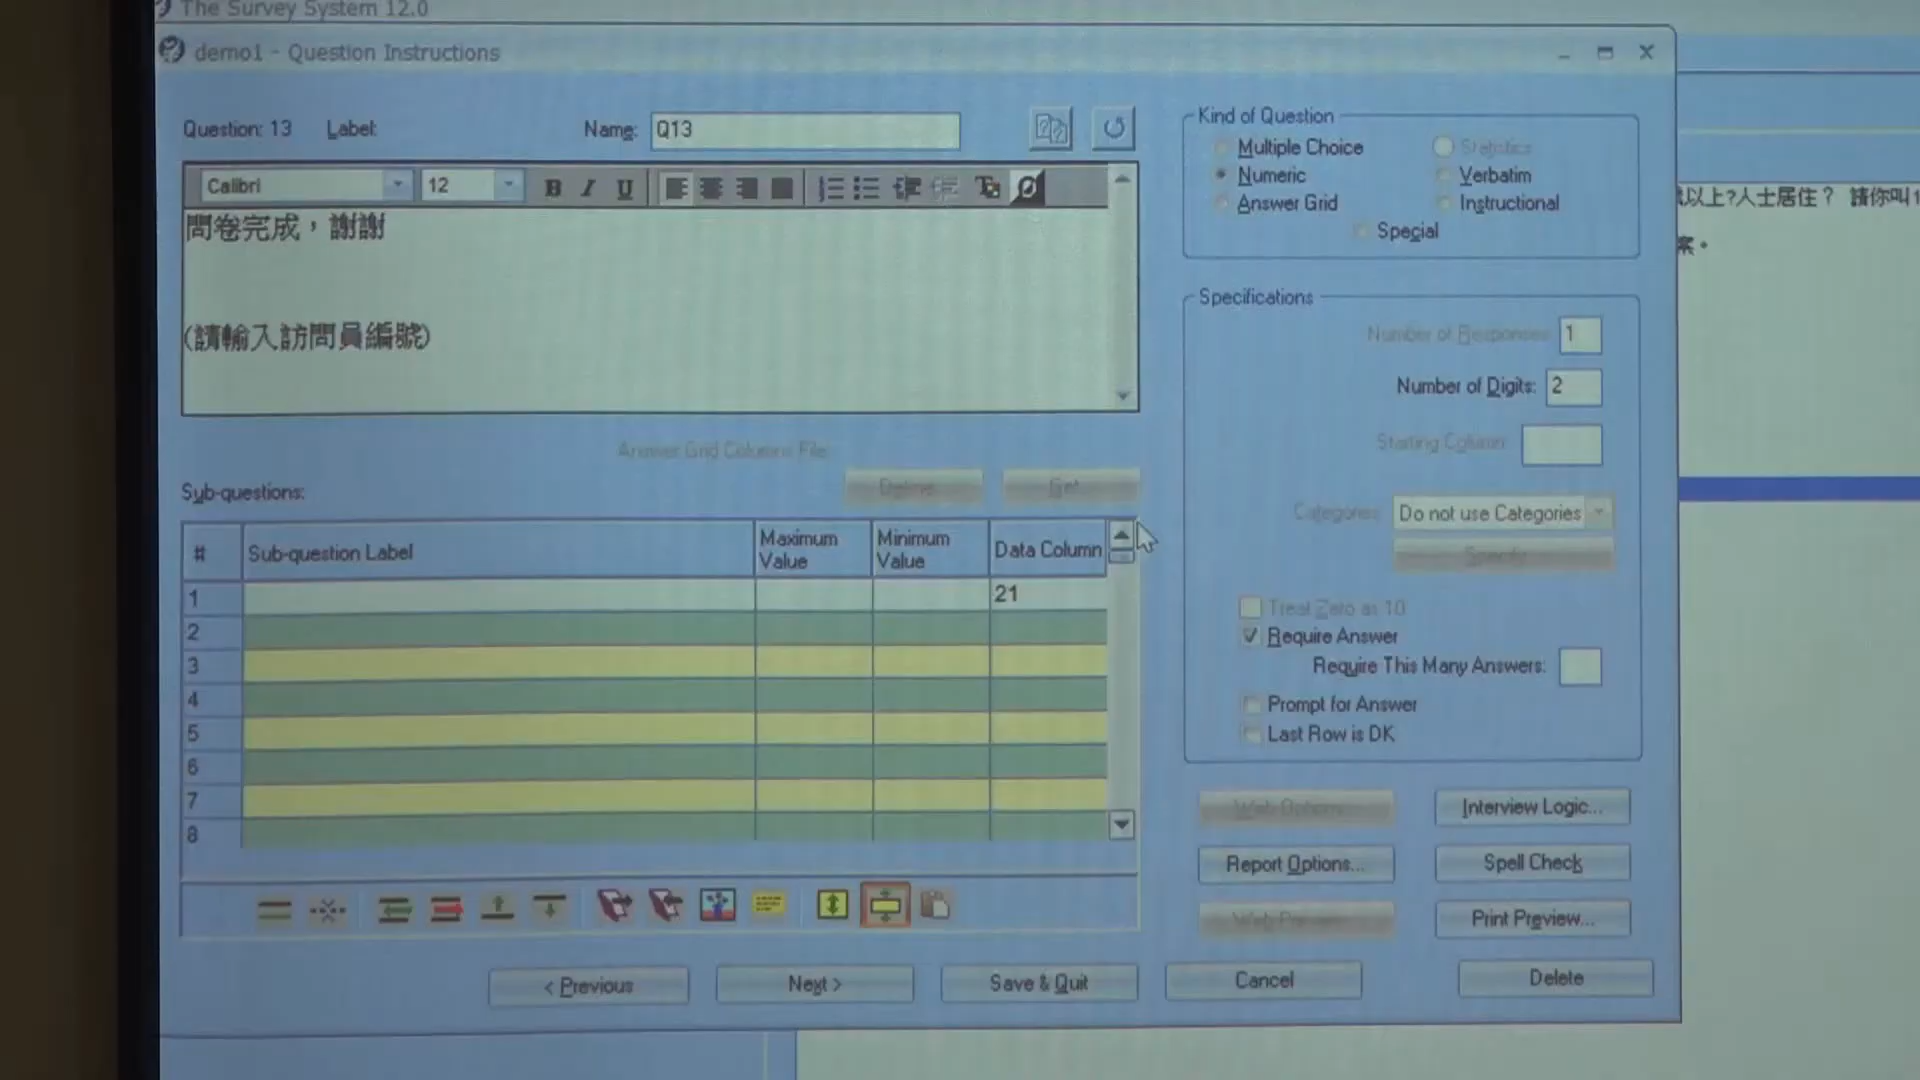 The Survey System 12.0
demo1 - Question Instructions
Question: 13 Label: Name: Q13
Calibri 12 B I U
問卷完成，謝謝
(請輸入訪問員編號)
Answer Grid Columns File:
Sub-questions:
# Sub-question Label Maximum Value Minimum Value Data Column
1 21
2
3
4
5
6
7
8
< Previous Next > Save & Quit Cancel Delete
Kind of Question
Multiple Choice Statistics
Numeric Verbatim
Answer Grid Instructional
Special
Specifications
Number of Responses: 1
Number of Digits: 2
Starting Column:
Categories: Do not use Categories
Specify
Treat Zero as 10
Require Answer
Require This Many Answers:
Prompt for Answer
Last Row is DK
Interview Logic...
Report Options... Spell Check
Print Preview...
以上?人士居住？ 請你叫
案。